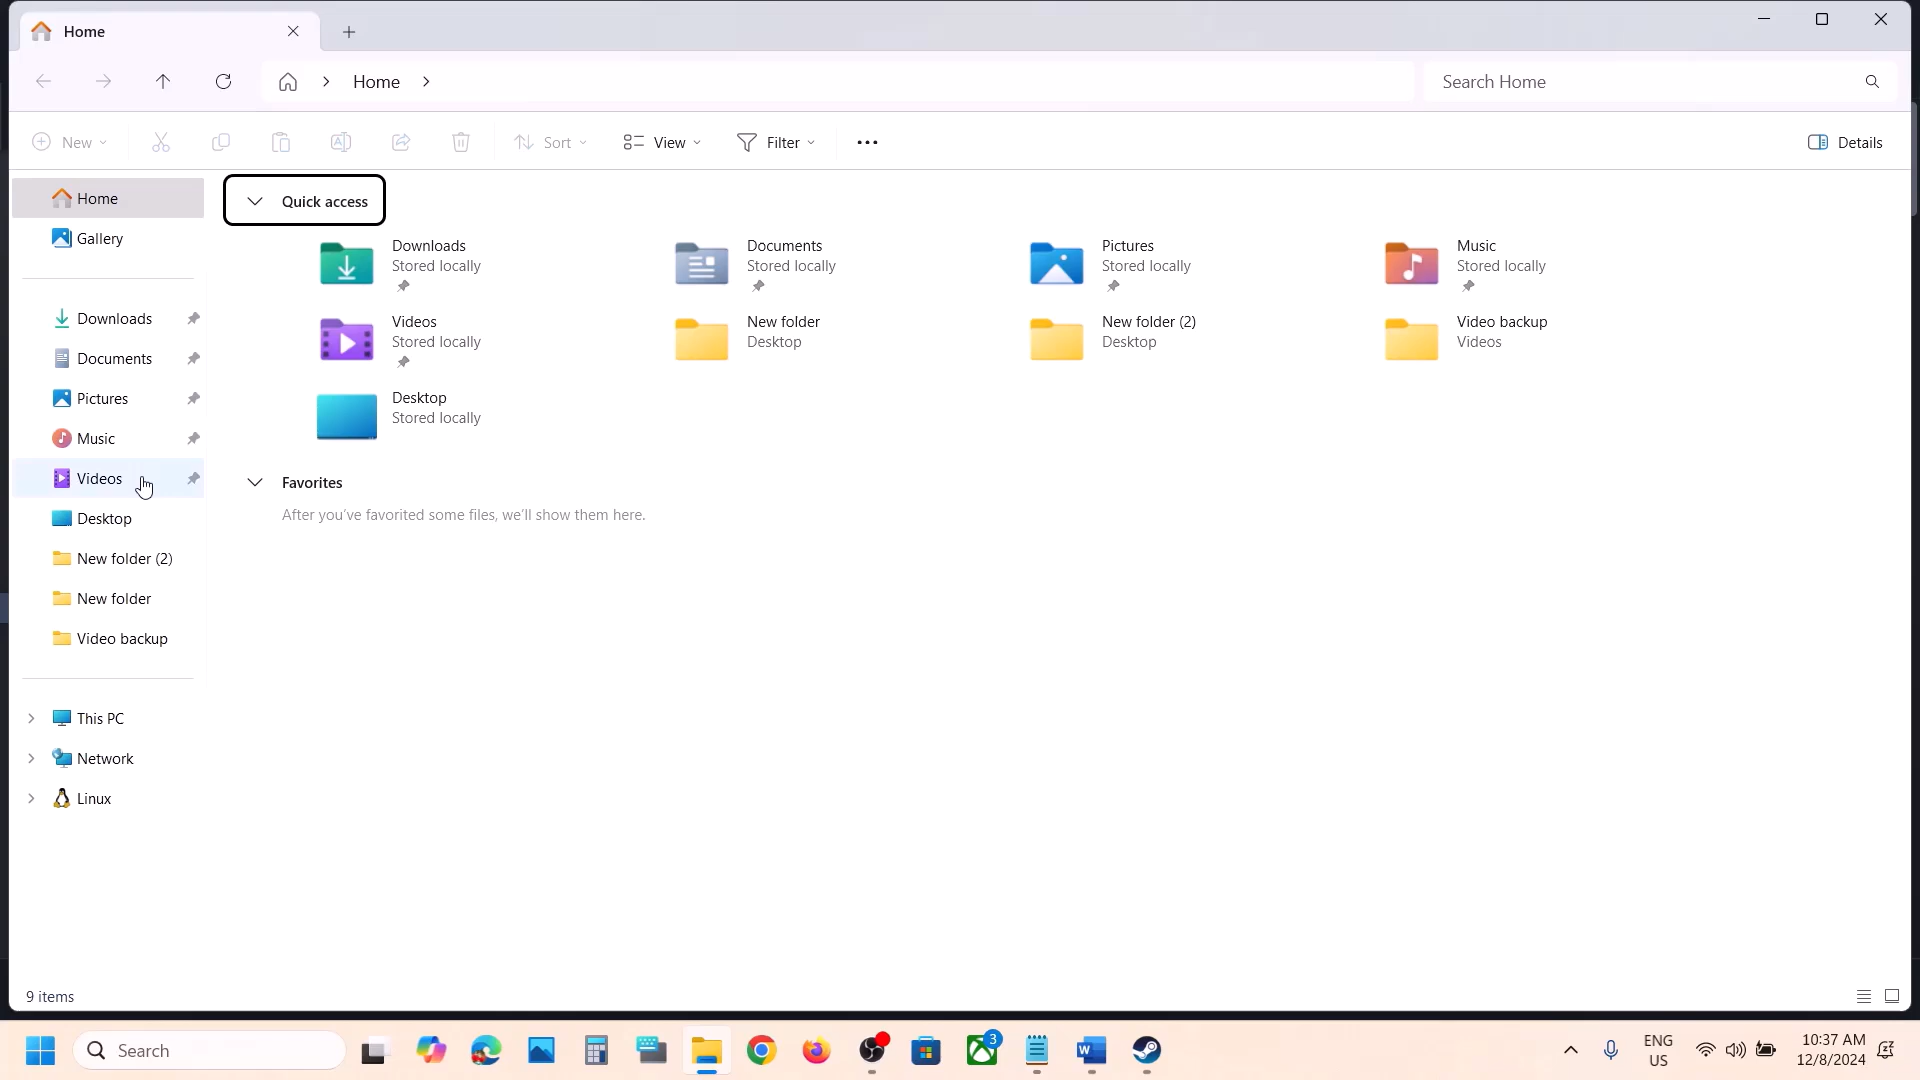 Home
Home
Search Home
New
Sort
View
Filter
Details
Home
Gallery
Downloads
Documents
Pictures
Music
Videos
Desktop
New folder (2)
New folder
Video backup
This PC
Network
Linux
Quick access
Downloads
Stored locally
Documents
Stored locally
Pictures
Stored locally
Music
Stored locally
Videos
Stored locally
New folder
Desktop
New folder (2)
Desktop
Video backup
Videos
Desktop
Stored locally
Favorites
After you've favorited some files, we'll show them here.
9 items
Search
3
ENG
US
10:37 AM
12/8/2024